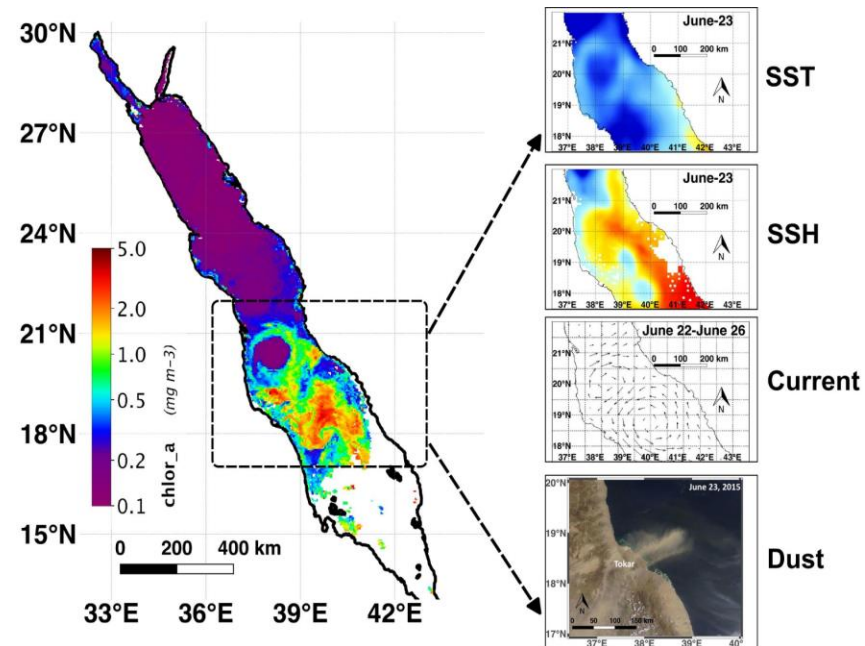 30°N
27°N
24°N
21°N
18°N
15°N
33°E 36°E 39°E 42°E
5.0
2.0
1.0
0.5
0.2
0.1
chlor_a (mg m−3)
0 200 400 km
June-23
0 100 200 km
N
21°N
20°N
19°N
18°N
37°E 38°E 39°E 40°E 41°E 42°E 43°E
SST
June-23
0 100 200 km
N
21°N
20°N
19°N
18°N
37°E 38°E 39°E 40°E 41°E 42°E 43°E
SSH
June 22-June 26
0 100 200 km
N
21°N
20°N
19°N
18°N
37°E 38°E 39°E 40°E 41°E 42°E 43°E
Current
June 23, 2015
20°N
19°N
18°N
17°N
Tokar
N
0 50 100 150 km
37°E 38°E 39°E 40°
Dust